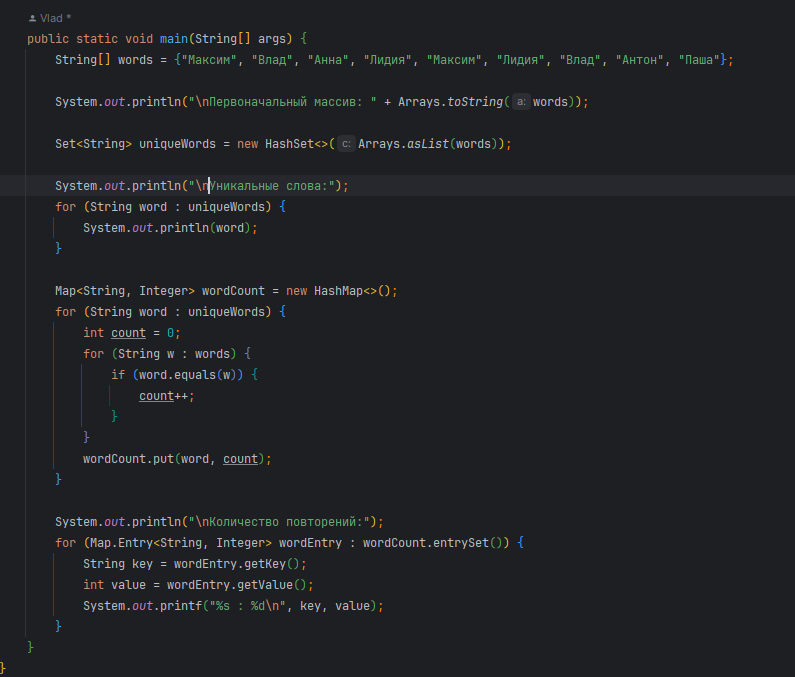 Vlad *
public static void main(String[] args) {
String[] words = {"Максим", "Влад", "Анна", "Лидия", "Максим", "Лидия", "Влад", "Антон", "Паша"};
System.out.println("\nПервоначальный массив: " + Arrays.toString( a: words));
Set<String> uniqueWords = new HashSet<>( c: Arrays.asList(words));
System.out.println("\nУникальные слова:");
for (String word : uniqueWords) {
System.out.println(word);
}
Map<String, Integer> wordCount = new HashMap<>();
for (String word : uniqueWords) {
int count = 0;
for (String w : words) {
if (word.equals(w)) {
count++;
}
}
wordCount.put(word, count);
}
System.out.println("\nКоличество повторений:");
for (Map.Entry<String, Integer> wordEntry : wordCount.entrySet()) {
String key = wordEntry.getKey();
int value = wordEntry.getValue();
System.out.printf("%s : %d\n", key, value);
}
}
}